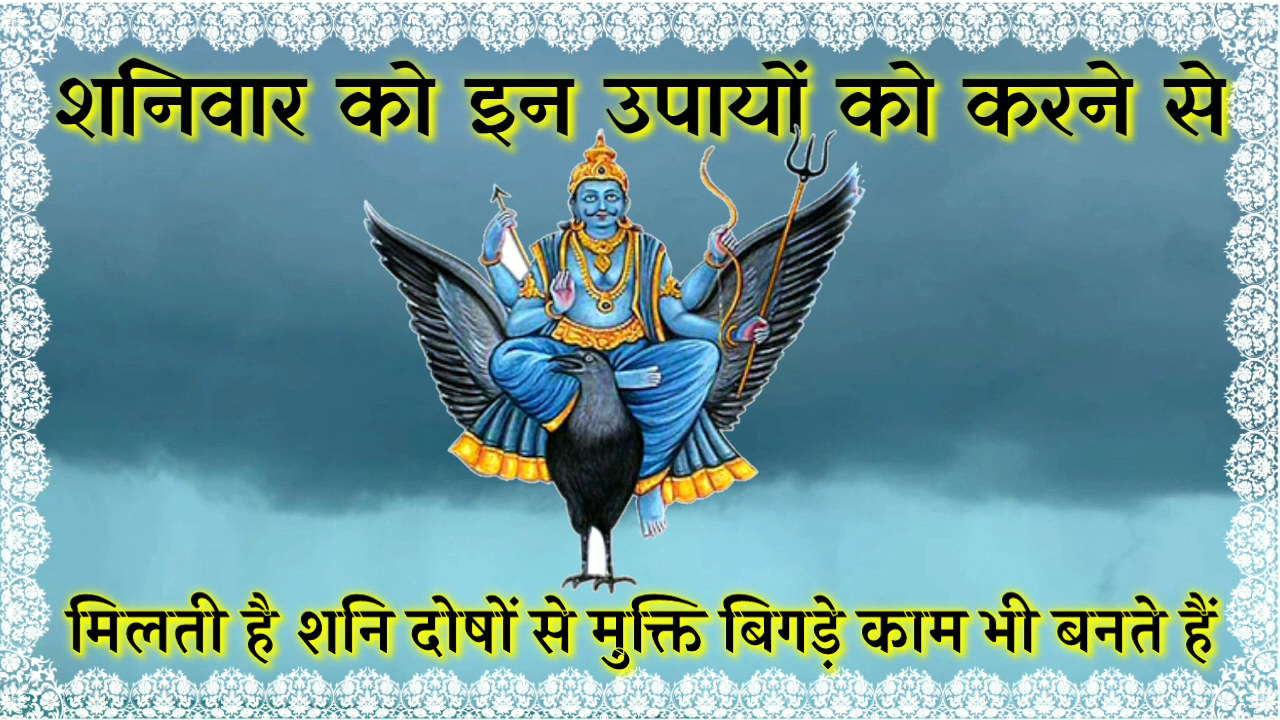 शनिवार को इन उपायों को करने से
मिलती है शनि दोषों से मुक्ति बिगड़े काम भी बनते हैं